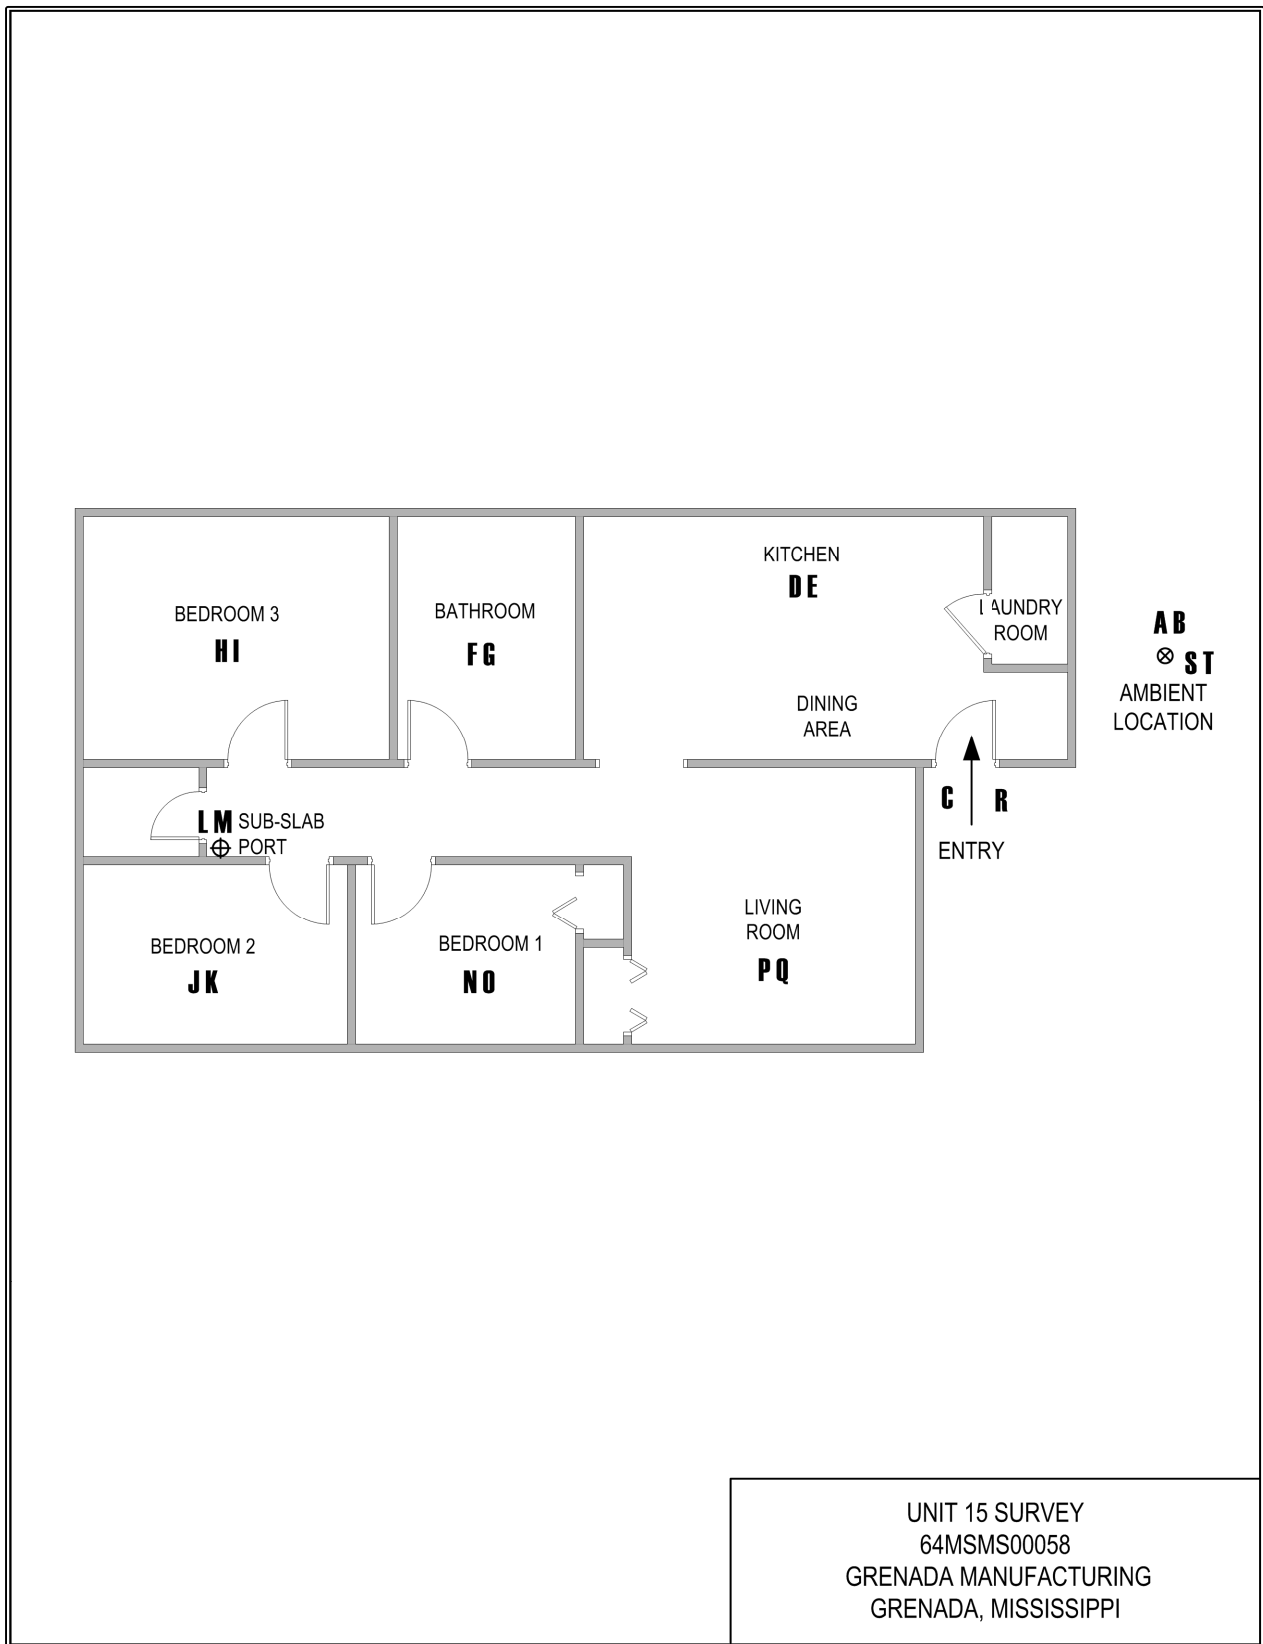 KITCHEN
DE
BEDROOM 3
HI
BATHROOM
FG
LAUNDRY
ROOM
AB
ST
AMBIENT
LOCATION
DINING
AREA
LM SUB-SLAB
PORT
C R
ENTRY
BEDROOM 2
JK
BEDROOM 1
NO
LIVING
ROOM
PQ
UNIT 15 SURVEY
64MSMS00058
GRENADA MANUFACTURING
GRENADA, MISSISSIPPI